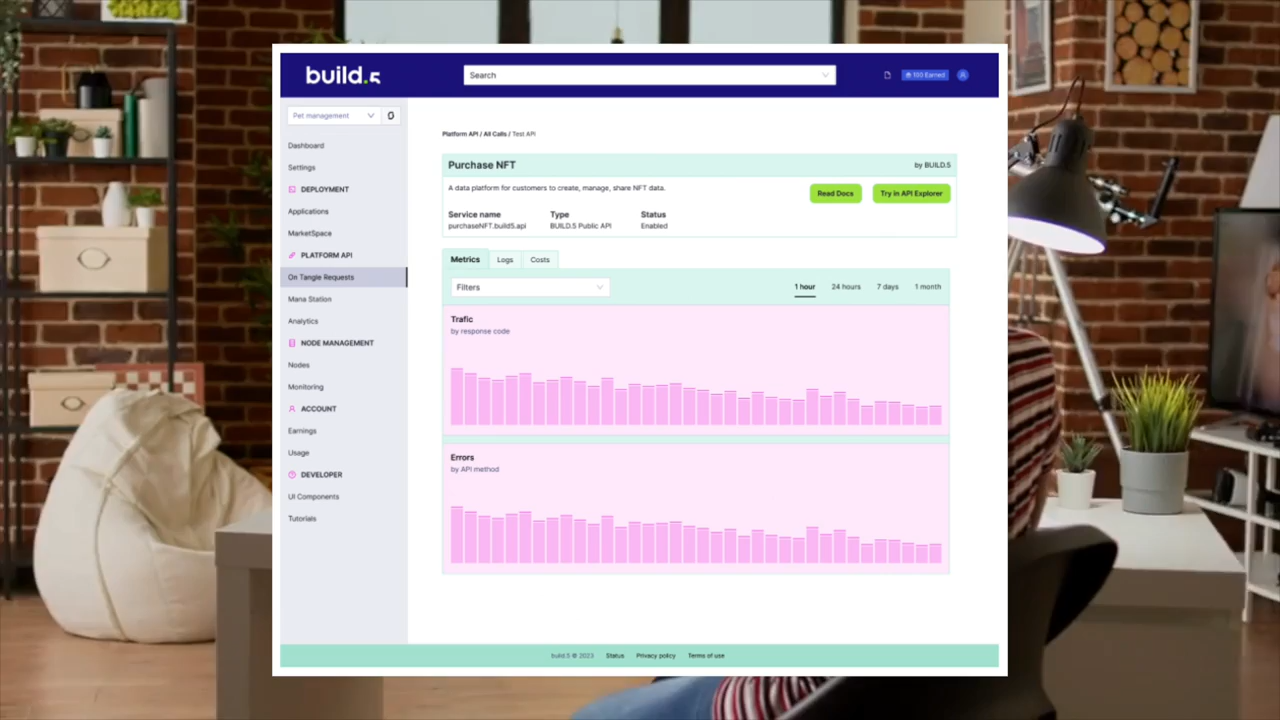 build.5
Search
100 Earned
Pet management
Dashboard
Settings
DEPLOYMENT
Applications
MarketSpace
PLATFORM API
On Tangle Requests
Mana Station
Analytics
NODE MANAGEMENT
Nodes
Monitoring
ACCOUNT
Earnings
Usage
DEVELOPER
UI Components
Tutorials
Platform API / All Calls / Test API
Purchase NFT
by BUILD.5
A data platform for customers to create, manage, share NFT data.
Read Docs
Try in API Explorer
Service name Type Status
purchaseNFT.build5.api BUILD.5 Public API Enabled
Metrics Logs Costs
Filters
1 hour 24 hours 7 days 1 month
Trafic
by response code
Errors
by API method
build.5 © 2023 Status Privacy policy Terms of use